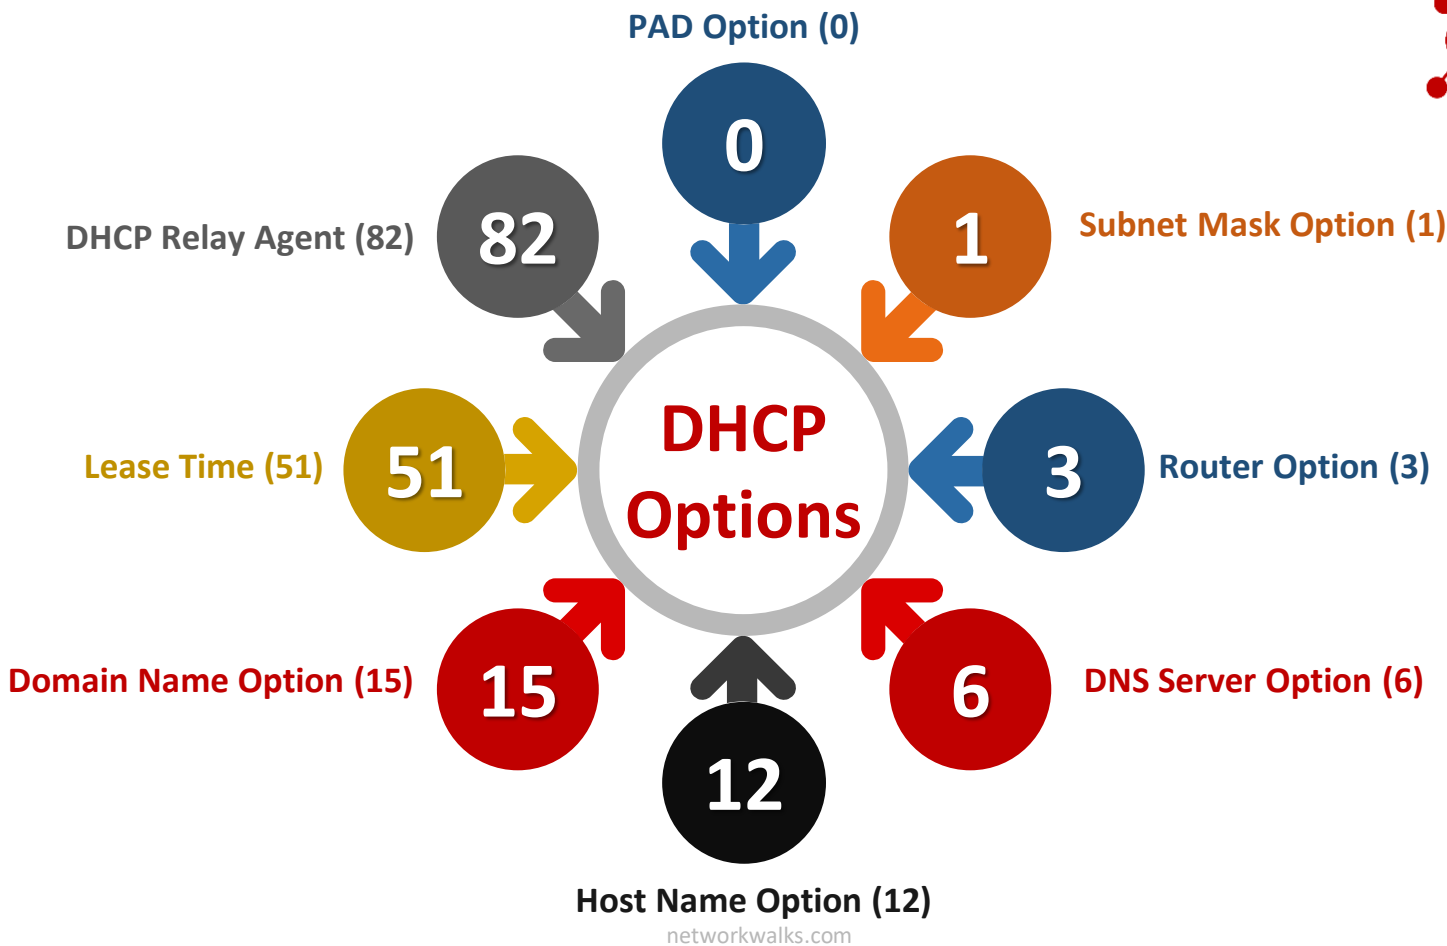 PAD Option (0)
0
82
DHCP Relay Agent (82)
1
Subnet Mask Option (1)
DHCP
Options
51
Lease Time (51)
3
Router Option (3)
15
Domain Name Option (15)
6
DNS Server Option (6)
12
Host Name Option (12)
networkwalks.com